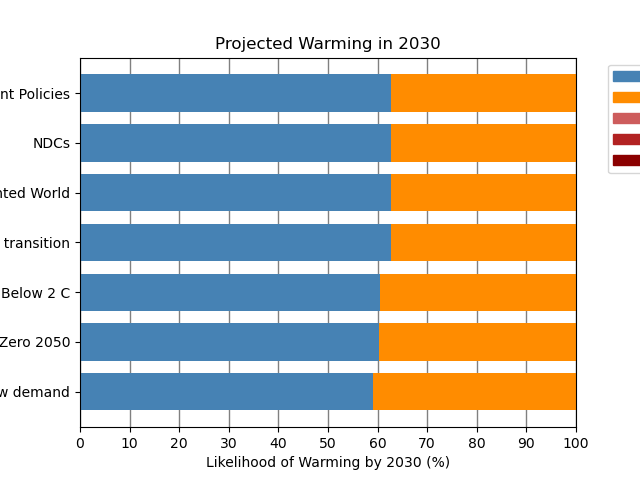 Projected Warming in 2030
nt Policies
NDCs
nted World
transition
Below 2 C
Zero 2050
w demand
0 10 20 30 40 50 60 70 80 90 100
Likelihood of Warming by 2030 (%)